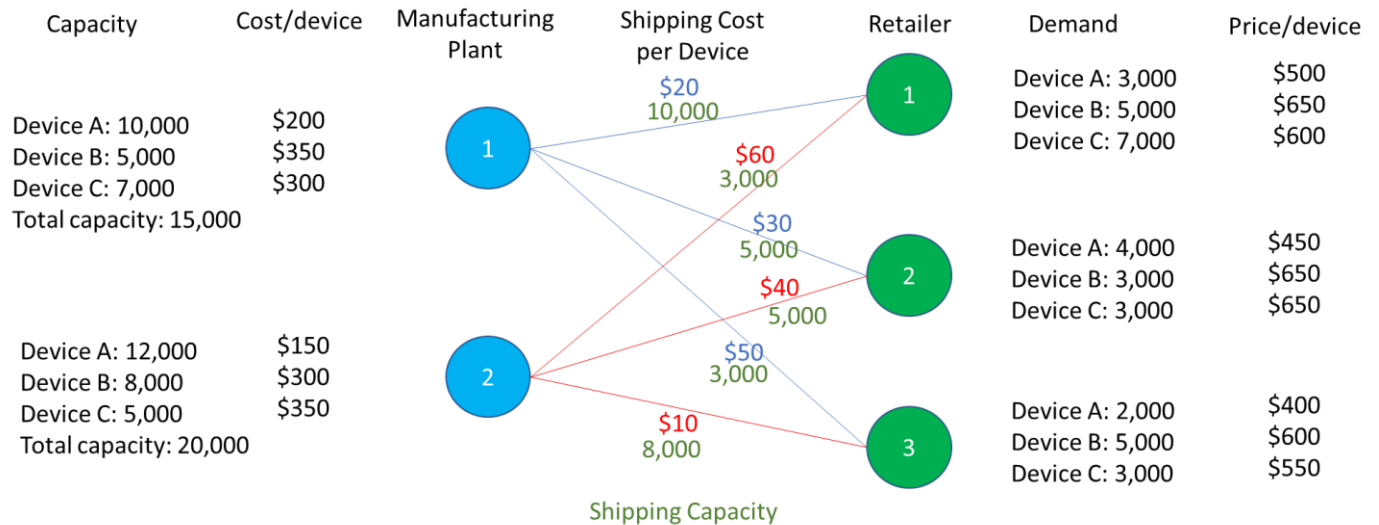 Capacity
Cost/device
Manufacturing
Plant
Shipping Cost
per Device
Retailer
Demand
Price/device
Device A: 10,000 $200
Device B: 5,000 $350
Device C: 7,000 $300
Total capacity: 15,000
1
$20
10,000
1
Device A: 3,000 $500
Device B: 5,000 $650
Device C: 7,000 $600
$60
3,000
$30
5,000
2
Device A: 4,000 $450
Device B: 3,000 $650
Device C: 3,000 $650
$40
5,000
Device A: 12,000 $150
Device B: 8,000 $300
Device C: 5,000 $350
Total capacity: 20,000
2
$50
3,000
$10
8,000
3
Device A: 2,000 $400
Device B: 5,000 $600
Device C: 3,000 $550
Shipping Capacity